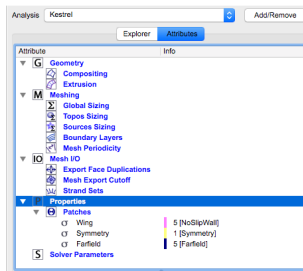 Analysis Kestrel Add/Remove
Explorer Attributes
Attribute Info
G Geometry
Compositing
Extrusion
M Meshing
Σ Global Sizing
Topos Sizing
Sources Sizing
Boundary Layers
Mesh Periodicity
IO Mesh I/O
Export Face Duplications
Mesh Export Cutoff
Strand Sets
Properties
Patches
σ Wing 5 [NoSlipWall]
σ Symmetry 1 [Symmetry]
σ Farfield 5 [Farfield]
S Solver Parameters